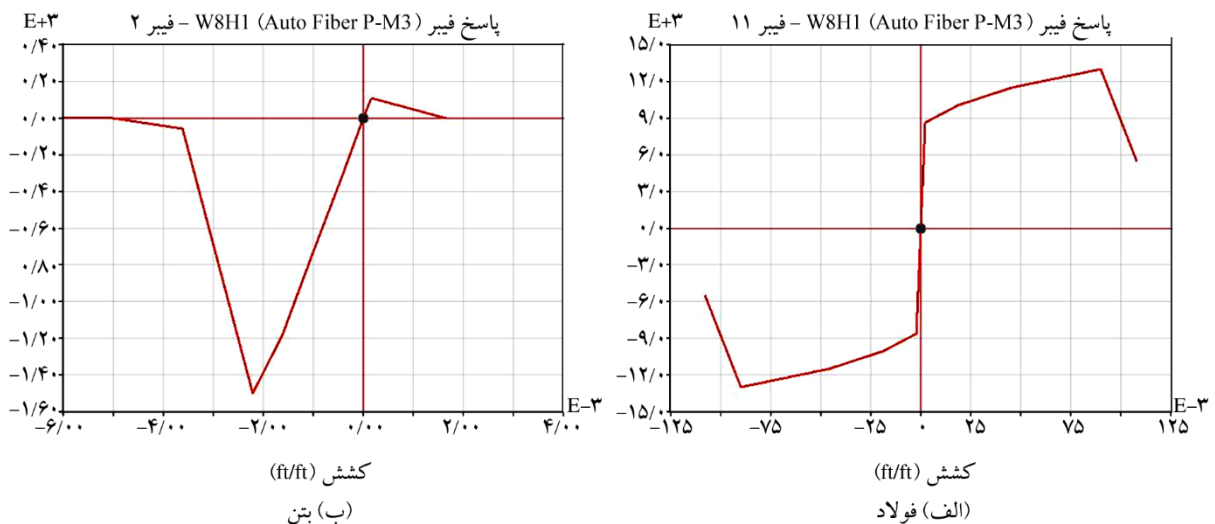 پاسخ فیبر W8H1 (Auto Fiber P-M3) – فیبر ۱۱
E+۳
۱۵/۰
۱۲/۰
۹/۰
۶/۰
۳/۰
۰/۰
−۳/۰
−۶/۰
−۹/۰
−۱۲/۰
−۱۵/۰
E−۳
−۱۲۵ −۷۵ −۲۵ ۰ ۲۵ ۷۵ ۱۲۵
کشش (ft/ft)
(الف) فولاد
پاسخ فیبر W8H1 (Auto Fiber P-M3) – فیبر ۲
E+۳
۰/۴۰
۰/۲۰
۰/۰۰
−۰/۲۰
−۰/۴۰
−۰/۶۰
−۰/۸۰
−۱/۰۰
−۱/۲۰
−۱/۴۰
−۱/۶۰
E−۳
−۶/۰۰ −۴/۰۰ −۲/۰۰ ۰/۰۰ ۲/۰۰ ۴/۰۰
کشش (ft/ft)
(ب) بتن